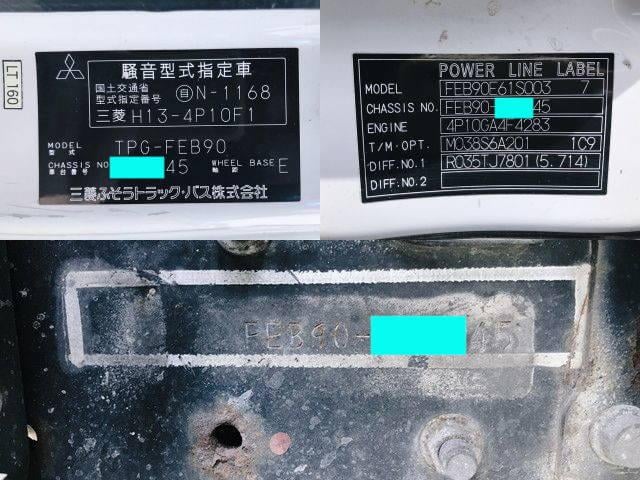 LT160
騒音型式指定車
国土交通省
型式指定番号 自N-1168
三菱 H13-4P10F1
MODEL
型式 TPG-FEB90
CHASSIS NO.
車台番号 45 WHEEL BASE
軸距 E
三菱ふそうトラック・バス株式会社
POWER LINE LABEL
MODEL FEB90E61S003 7
CHASSIS NO. FEB90- 45
ENGINE 4P10GA4F4283
T/M.OPT. M038S6A201 1C9
DIFF.NO.1 R035TJ7801(5.714)
DIFF.NO.2
FEB90- 45